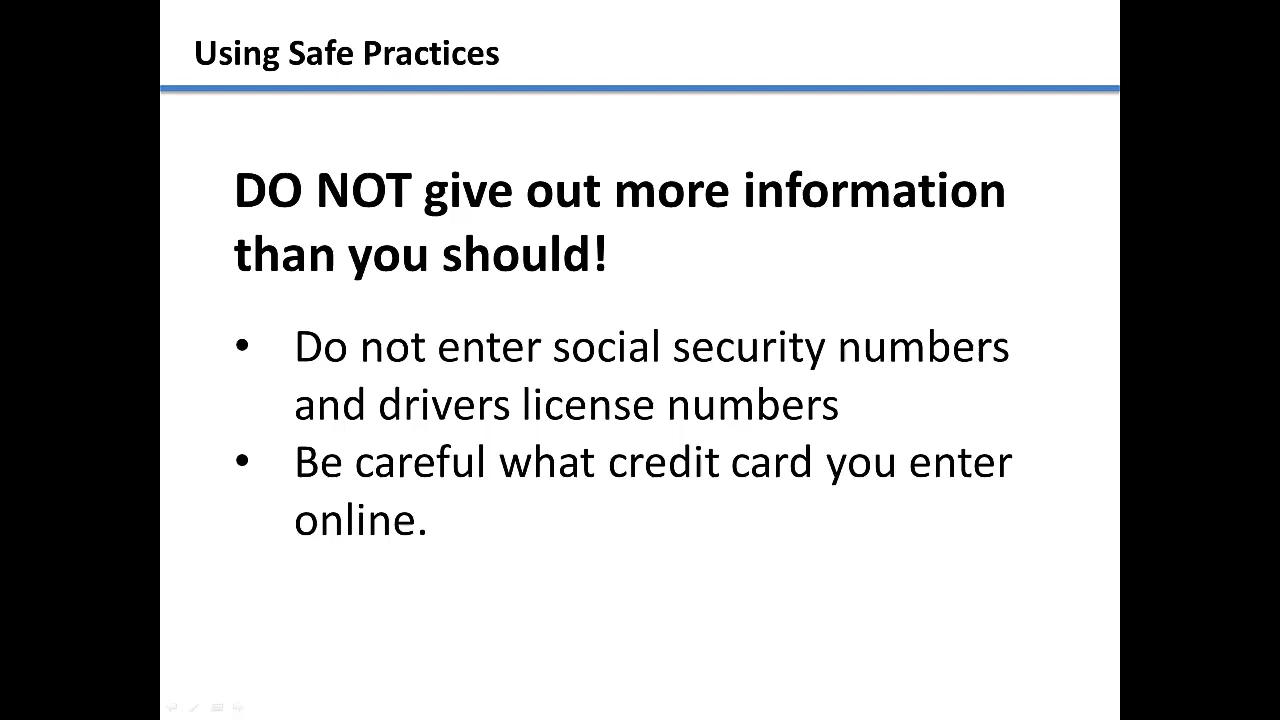 Using Safe Practices
DO NOT give out more information
than you should!
• Do not enter social security numbers
and drivers license numbers
• Be careful what credit card you enter
online.